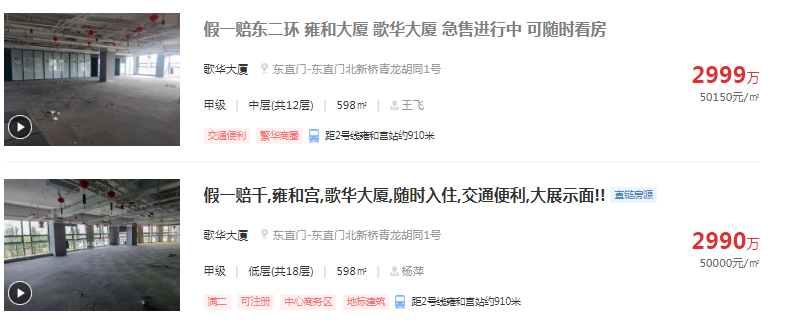 假一赔东二环 雍和大厦 歌华大厦 急售进行中 可随时看房
歌华大厦 东直门-东直门北新桥青龙胡同1号
2999万
50150元/㎡
甲级 | 中层(共12层) | 598㎡ | 王飞
交通便利 繁华商圈 距2号线雍和宫站约910米
假一赔千,雍和宫,歌华大厦,随时入住,交通便利,大展示面!! 直链房源
歌华大厦 东直门-东直门北新桥青龙胡同1号
2990万
50000元/㎡
甲级 | 低层(共18层) | 598㎡ | 杨萍
满二 可注册 中心商务区 地标建筑 距2号线雍和宫站约910米